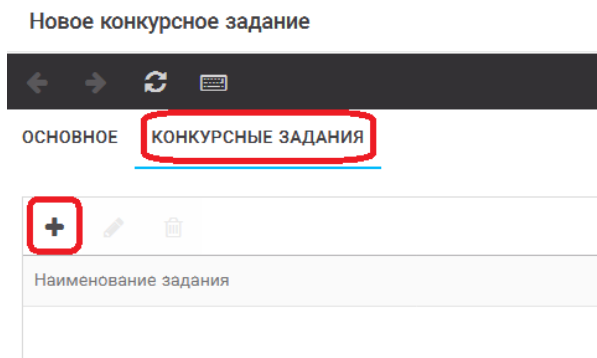 Новое конкурсное задание
ОСНОВНОЕ КОНКУРСНЫЕ ЗАДАНИЯ
Наименование задания